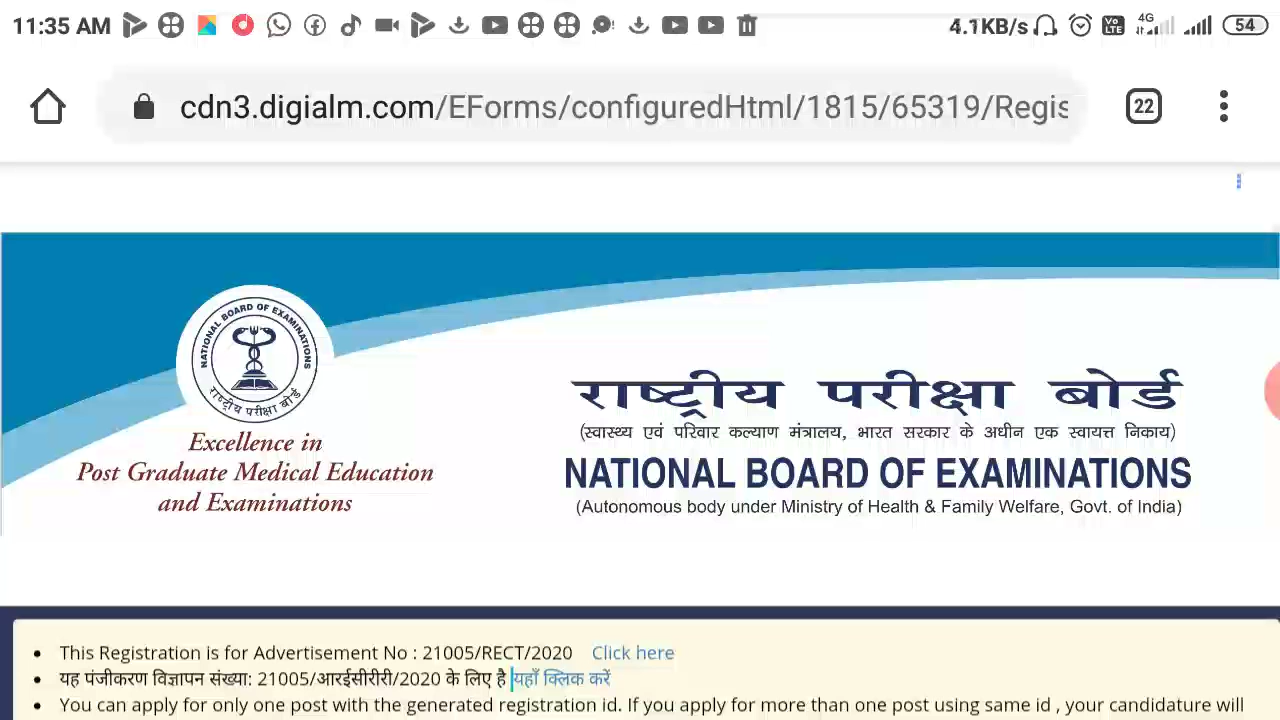 11:35 AM
4.1KB/s
Vo LTE
4G
54
cdn3.digialm.com/EForms/configuredHtml/1815/65319/Regis
22
NATIONAL BOARD OF EXAMINATIONS
राष्ट्रीय परीक्षा बोर्ड
Excellence in
Post Graduate Medical Education
and Examinations
राष्ट्रीय परीक्षा बोर्ड
(स्वास्थ्य एवं परिवार कल्याण मंत्रालय, भारत सरकार के अधीन एक स्वायत्त निकाय)
NATIONAL BOARD OF EXAMINATIONS
(Autonomous body under Ministry of Health & Family Welfare, Govt. of India)
This Registration is for Advertisement No : 21005/RECT/2020 Click here
यह पंजीकरण विज्ञापन संख्या: 21005/आरईसीरीरी/2020 के लिए है यहाँ क्लिक करें
You can apply for only one post with the generated registration id. If you apply for more than one post using same id , your candidature will